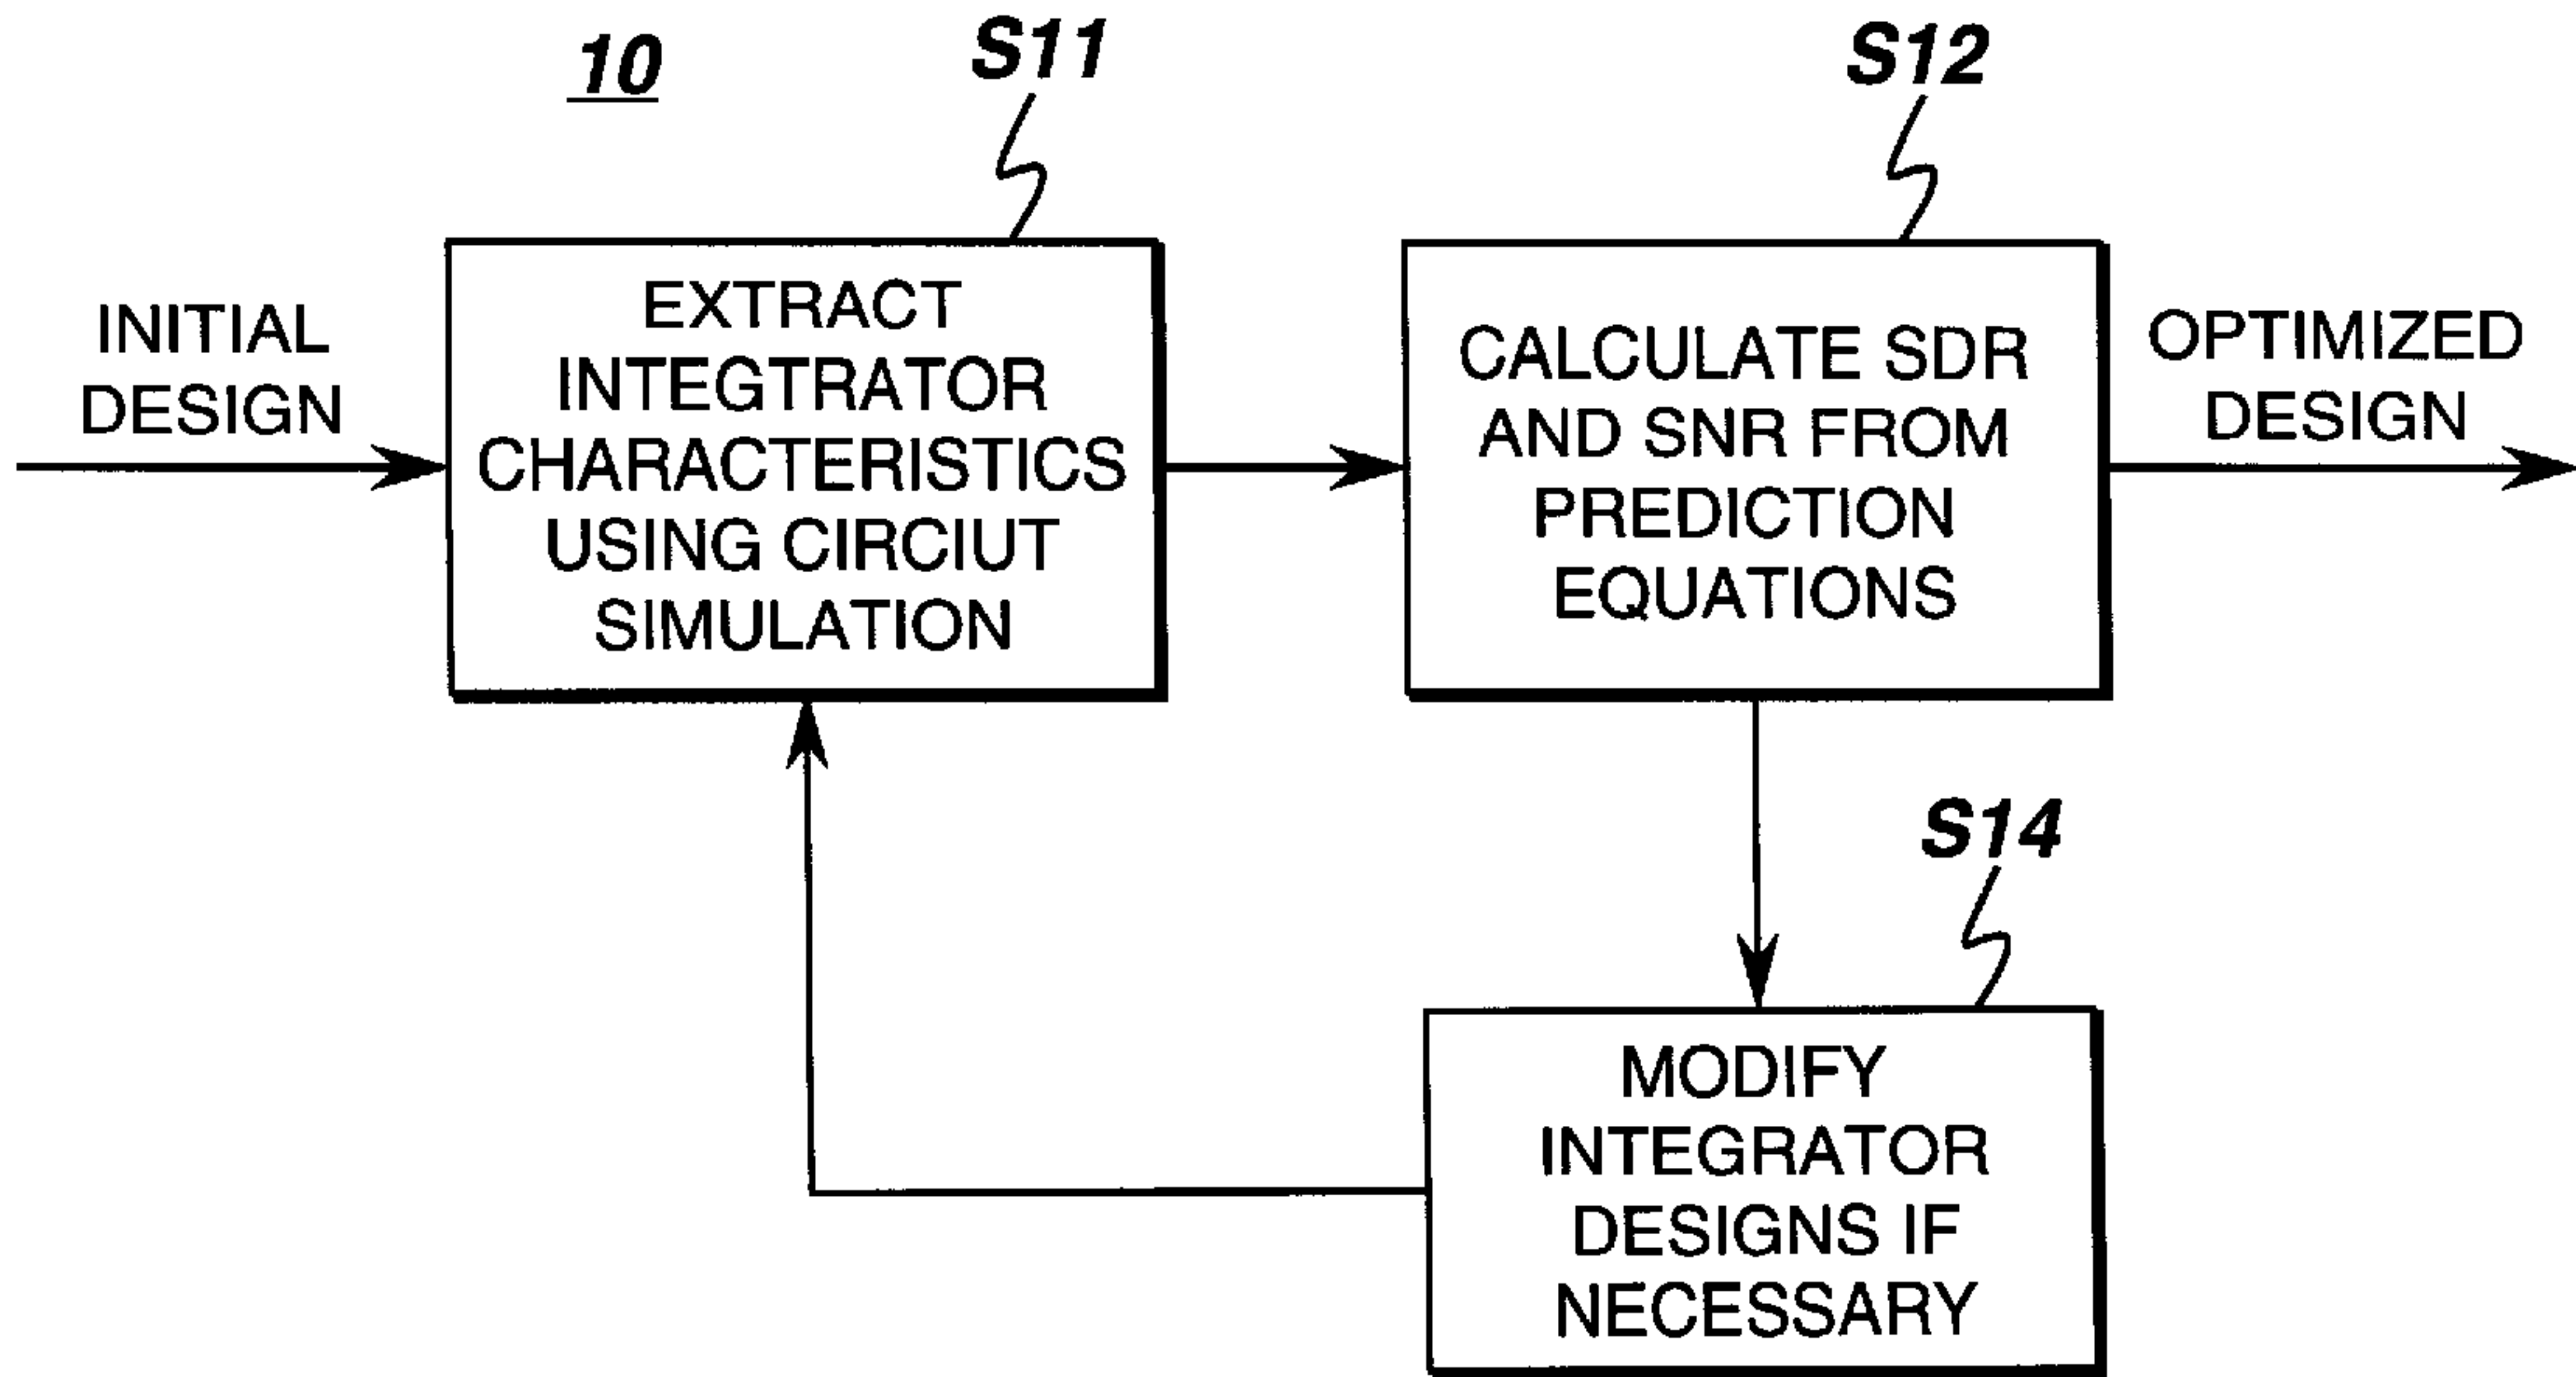 10
S11
S12
INITIAL
DESIGN
EXTRACT
INTEGTRATOR
CHARACTERISTICS
USING CIRCIUT
SIMULATION
CALCULATE SDR
AND SNR FROM
PREDICTION
EQUATIONS
OPTIMIZED
DESIGN
S14
MODIFY
INTEGRATOR
DESIGNS IF
NECESSARY